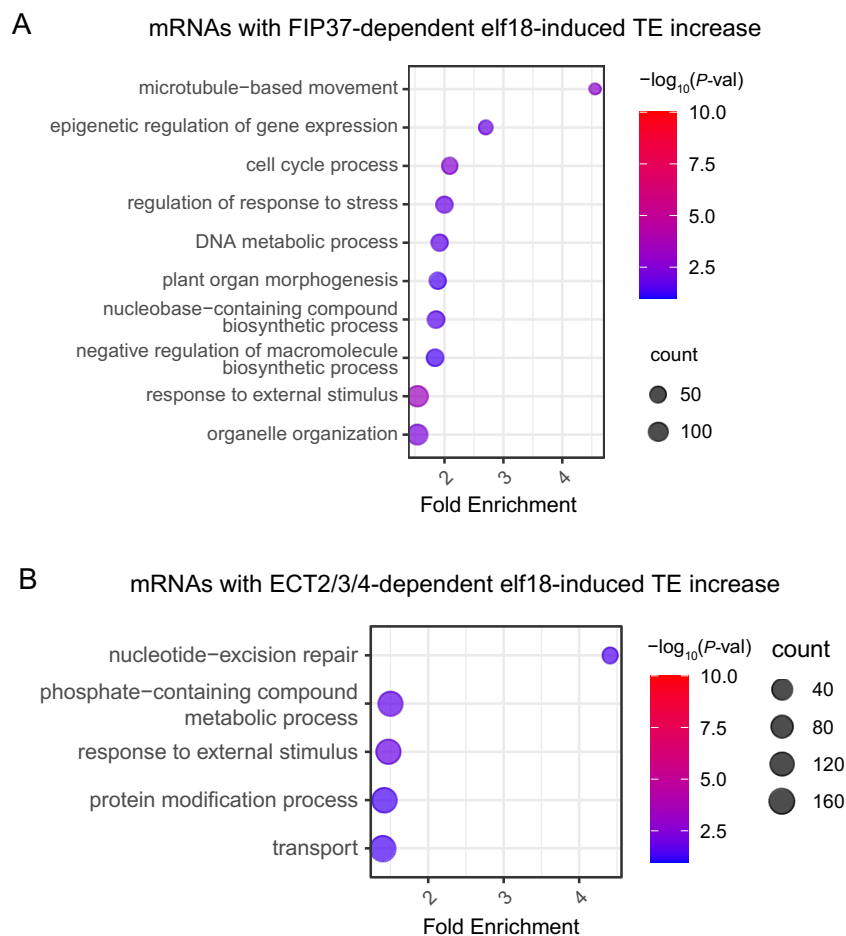 A
mRNAs with FIP37-dependent elf18-induced TE increase
microtubule−based movement
epigenetic regulation of gene expression
cell cycle process
regulation of response to stress
DNA metabolic process
plant organ morphogenesis
nucleobase−containing compound
biosynthetic process
negative regulation of macromolecule
biosynthetic process
response to external stimulus
organelle organization
2
3
4
Fold Enrichment
−log10(P-val)
10.0
7.5
5.0
2.5
count
50
100
B
mRNAs with ECT2/3/4-dependent elf18-induced TE increase
nucleotide−excision repair
phosphate−containing compound
metabolic process
response to external stimulus
protein modification process
transport
2
3
4
Fold Enrichment
−log10(P-val)
10.0
7.5
5.0
2.5
count
40
80
120
160